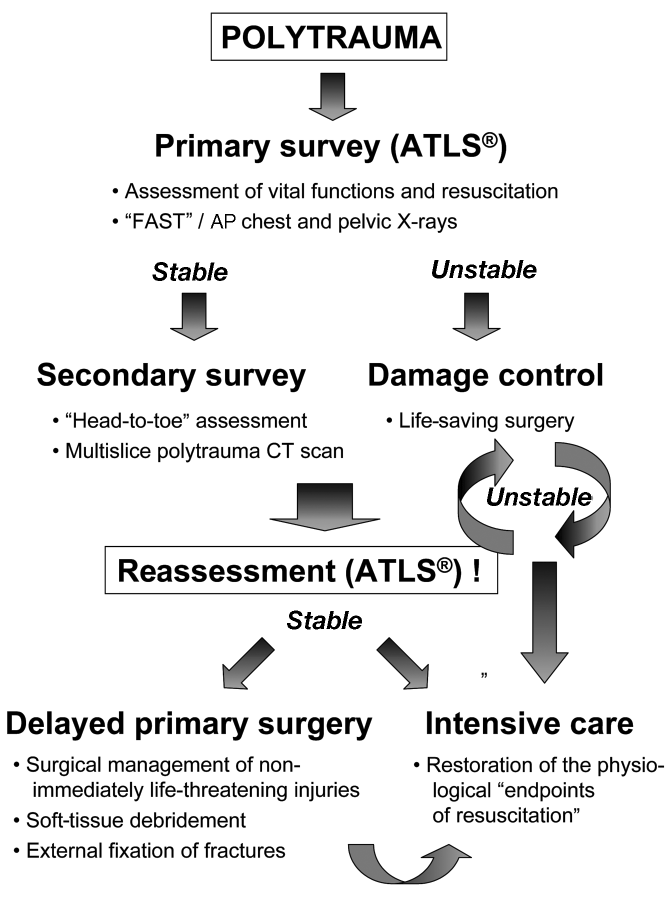 POLYTRAUMA
Primary survey (ATLS®)
• Assessment of vital functions and resuscitation
• “FAST” / AP chest and pelvic X-rays
Stable
Unstable
Secondary survey
• “Head-to-toe” assessment
• Multislice polytrauma CT scan
Damage control
• Life-saving surgery
Unstable
Reassessment (ATLS®) !
Stable
”
Delayed primary surgery
• Surgical management of non-
immediately life-threatening injuries
• Soft-tissue debridement
• External fixation of fractures
Intensive care
• Restoration of the physio-
logical “endpoints
of resuscitation”